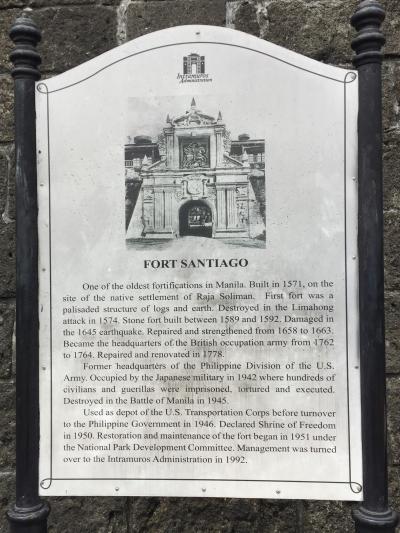 Intramuros
Administration
FORT SANTIAGO
One of the oldest fortifications in Manila. Built in 1571, on the
site of the native settlement of Raja Soliman. First fort was a
palisaded structure of logs and earth. Destroyed in the Limahong
attack in 1574. Stone fort built between 1589 and 1592. Damaged in
the 1645 earthquake. Repaired and strengthened from 1658 to 1663.
Became the headquarters of the British occupation army from 1762
to 1764. Repaired and renovated in 1778.
Former headquarters of the Philippine Division of the U.S.
Army. Occupied by the Japanese military in 1942 where hundreds of
civilians and guerillas were imprisoned, tortured and executed.
Destroyed in the Battle of Manila in 1945.
Used as depot of the U.S. Transportation Corps before turnover
to the Philippine Government in 1946. Declared Shrine of Freedom
in 1950. Restoration and maintenance of the fort began in 1951 under
the National Park Development Committee. Management was turned
over to the Intramuros Administration in 1992.